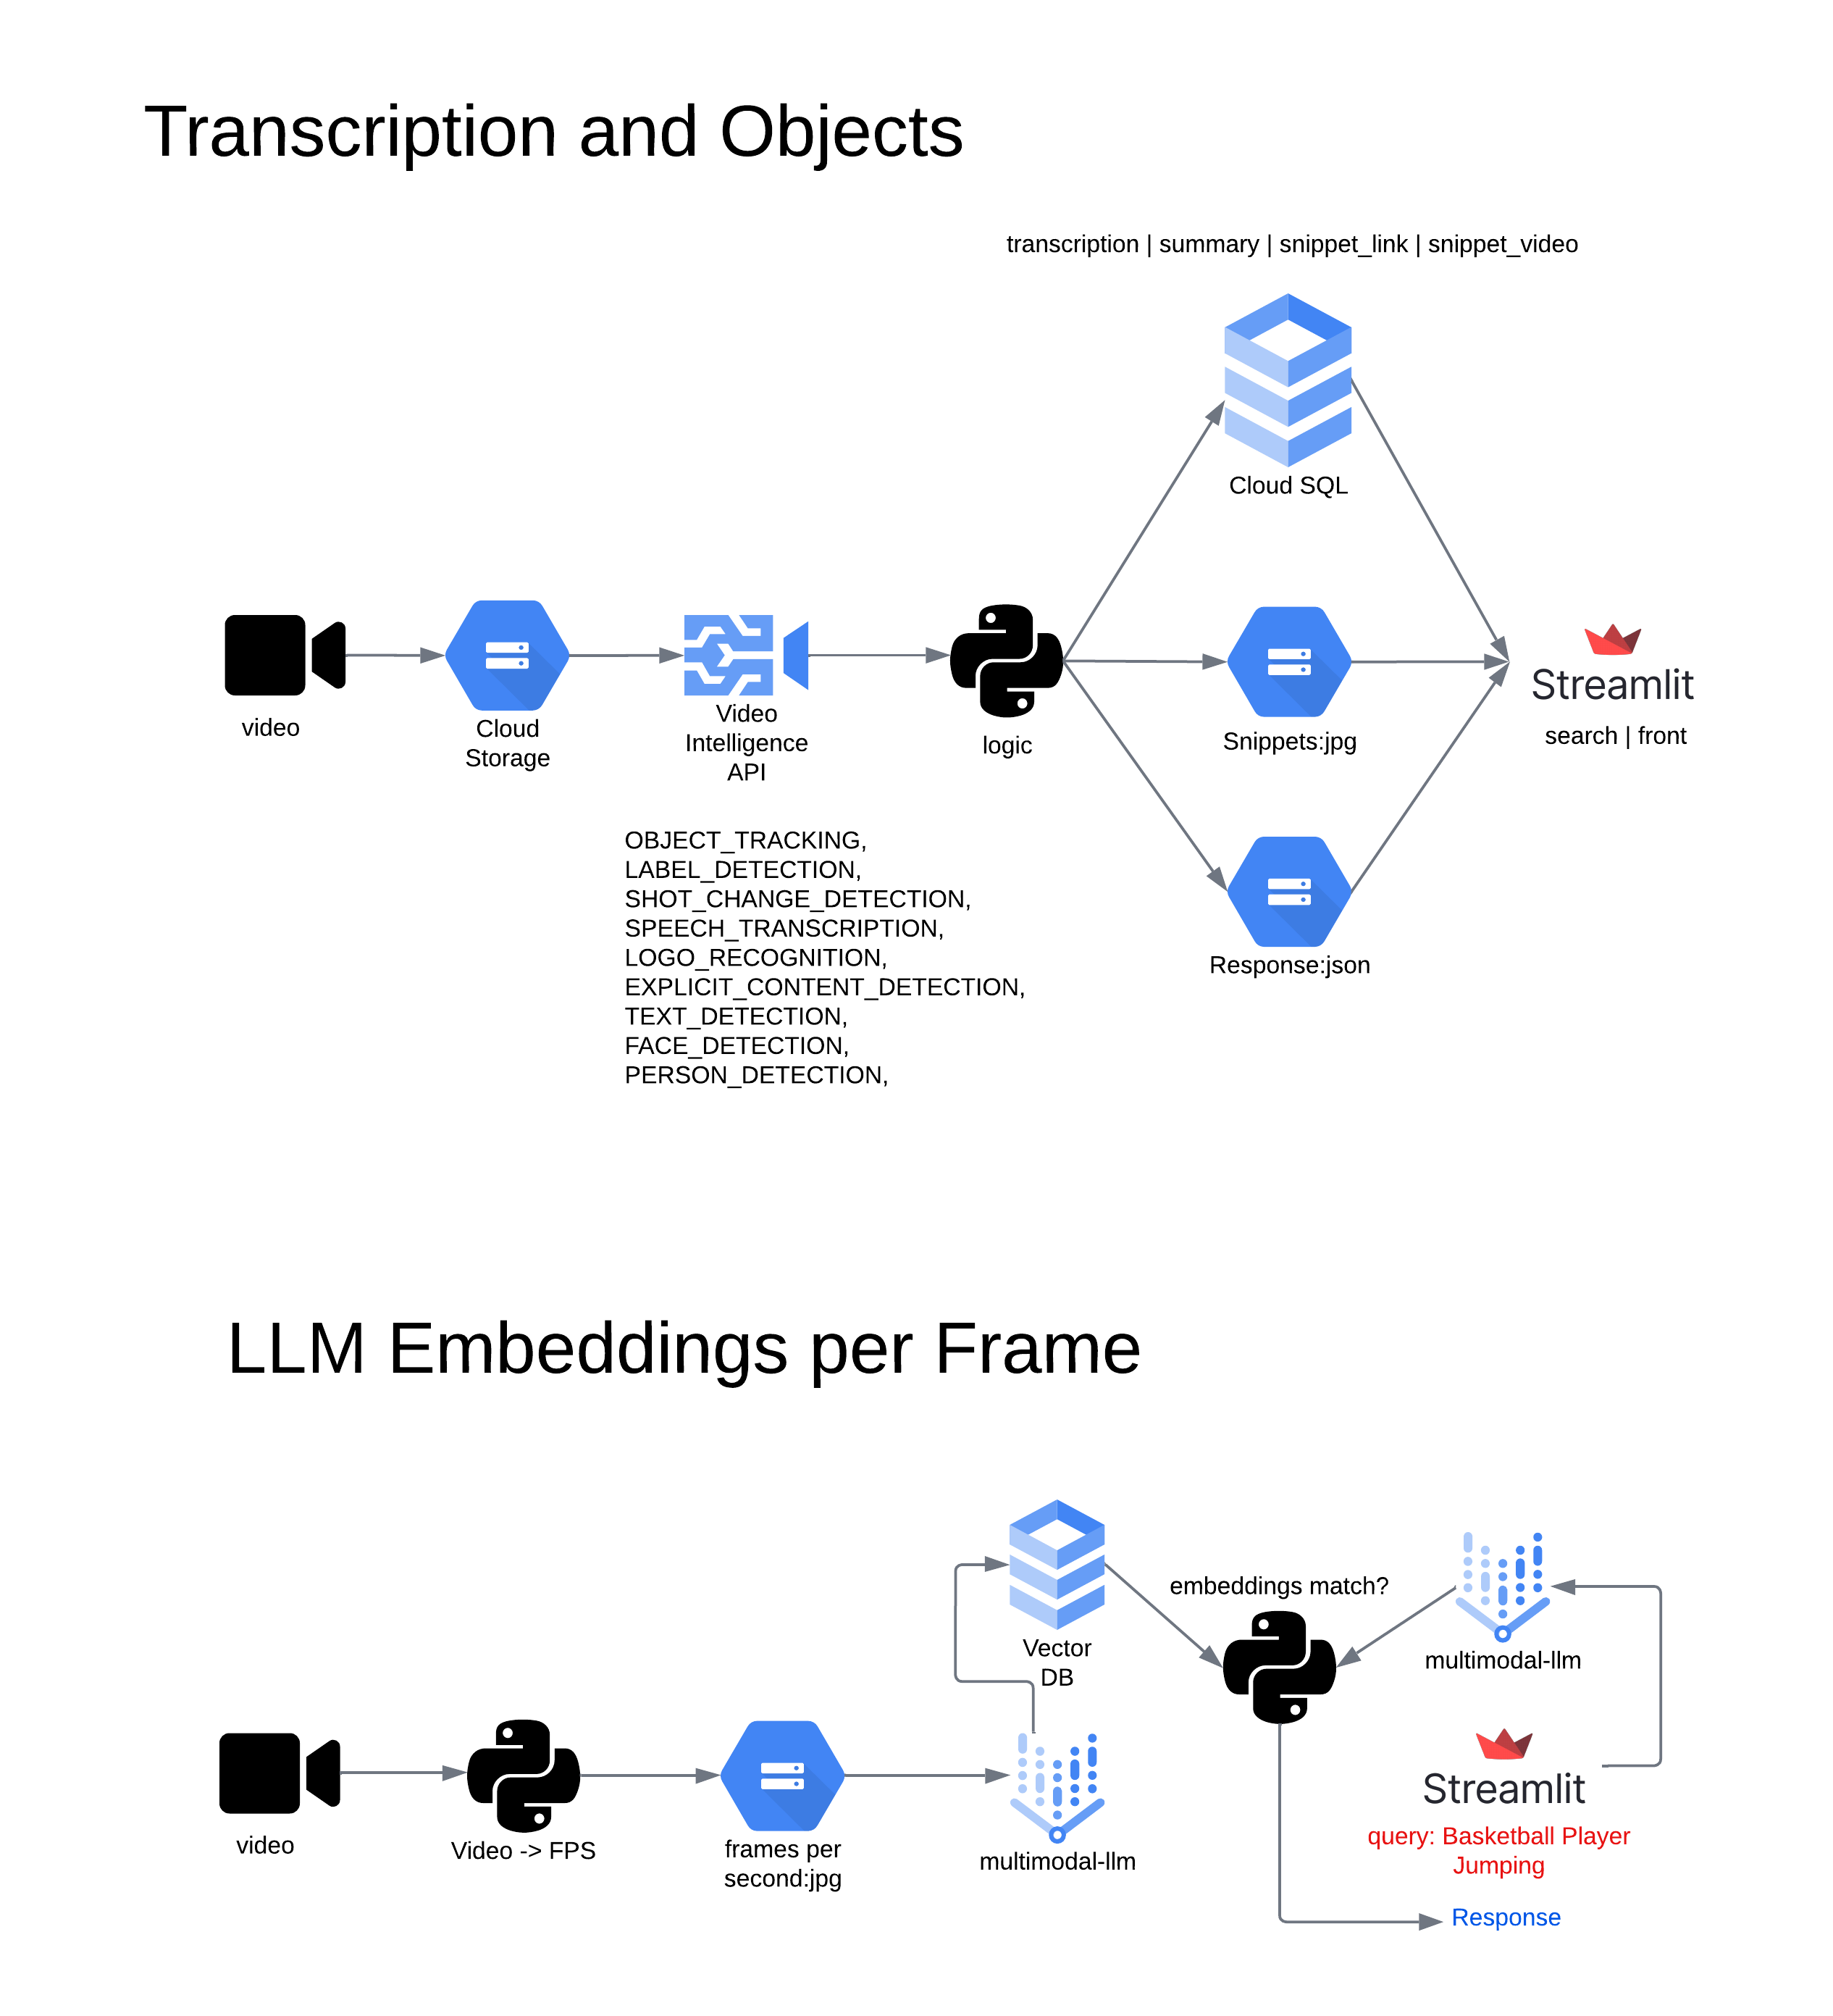 Transcription and Objects
transcription | summary | snippet_link | snippet_video
Cloud SQL
video
Cloud
Storage
Video
Intelligence
API
logic
Snippets:jpg
Streamlit
search | front
OBJECT_TRACKING,
LABEL_DETECTION,
SHOT_CHANGE_DETECTION,
SPEECH_TRANSCRIPTION,
LOGO_RECOGNITION,
EXPLICIT_CONTENT_DETECTION,
TEXT_DETECTION,
FACE_DETECTION,
PERSON_DETECTION,
Response:json
LLM Embeddings per Frame
embeddings match?
Vector
DB
multimodal-llm
video
Video -> FPS
frames per
second:jpg
multimodal-llm
Streamlit
query: Basketball Player
Jumping
Response